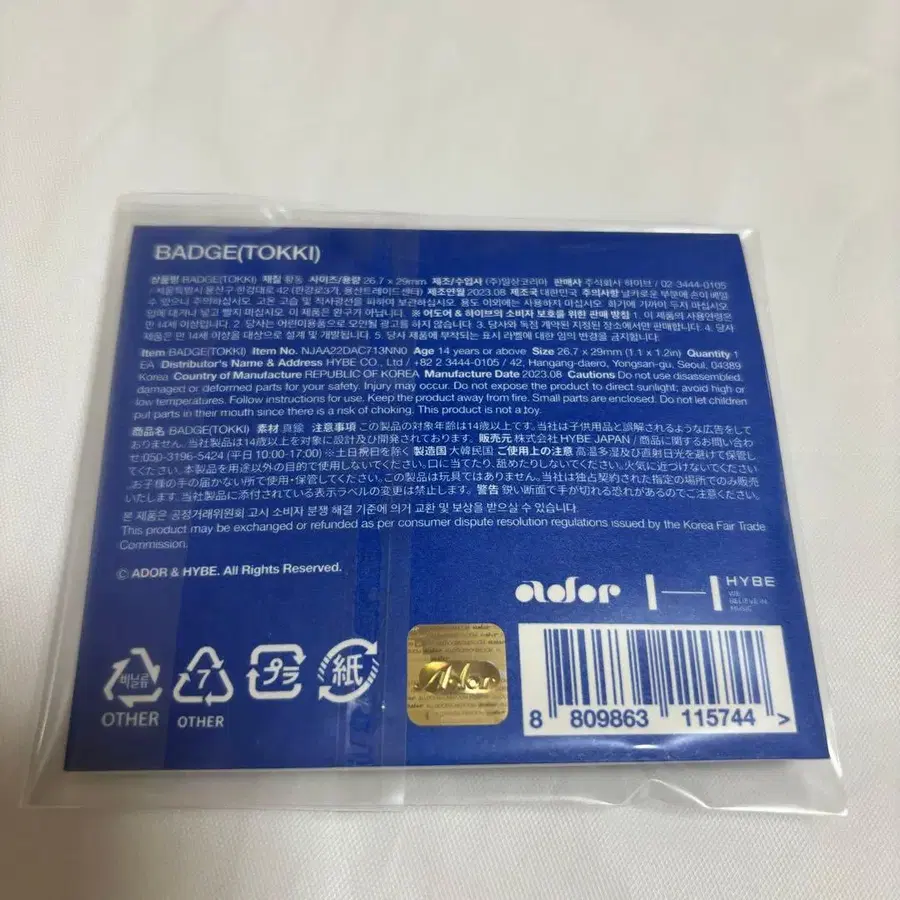 BADGE(TOKKI)
상품명 BADGE(TOKKI) 재질 황동 사이즈/용량 26.7 x 29mm 제조/수입사 (주)밀상코리아 판매사 주식회사 하이브 / 02 3444-0105
/ 서울특별시 용산구 한강대로 42 (한강로3가, 용산트레이드센터) 제조연월 2023.08 제조국 대한민국 주의사항 날카로운 부분에 손이 베일
수 있으니 주의하십시오. 고온 고습 및 직사광선을 피하여 보관하십시오. 용도 이외에는 사용하지 마십시오. 화기에 가까이 두지 마십시오.
입에 대거나 넣고 빨지 마십시오. 이 제품은 완구가 아닙니다. ※ 어도어 & 하이브의 소비자 보호를 위한 판매 방침 1. 이 제품의 사용연령은
만 14세 이상입니다. 2. 당사는 어린이용품으로 오인될 광고를 하지 않습니다. 3. 당사와 독점 계약된 지정된 장소에서만 판매합니다. 4. 당사
제품은 만 14세 이상을 대상으로 설계 및 개발됩니다. 5. 당사 제품에 부착되는 표시 라벨에 대한 임의 변경을 금지합니다.
Item BADGE(TOKKI) Item No. NJAA22DAC713NN0 Age 14 years or above Size 26.7 x 29mm (1.1 x 1.2in) Quantity 1
EA Distributor's Name & Address HYBE CO., Ltd / +82 2 3444-0105 / 42, Hangang-daero, Yongsan-gu, Seoul, 04389
Korea Country of Manufacture REPUBLIC OF KOREA Manufacture Date 2023.08 Cautions Do not use disassembled,
damaged or deformed parts for your safety. Injury may occur. Do not expose the product to direct sunlight; avoid high or
low temperatures. Follow instructions for use. Keep the product away from fire. Small parts are enclosed. Do not let children
put parts in their mouth since there is a risk of choking. This product is not a toy.
商品名 BADGE(TOKKI) 素材 真鍮 注意事項 この製品の対象年齢は14歳以上です。当社は子供用品と誤解されるような広告をして
おりません。当社製品は14歳以上を対象に設計及び開発されております。販売元 株式会社 HYBE JAPAN / 商品に関するお問い合わ
せ:050-3196-5424 (平日 10:00-17:00) ※土日祝日を除く 製造国 大韓民国 ご使用上の注意 高温多湿及び直射日光を避けて保管し
てください。本製品を用途以外の目的で使用しないでください。口に当たり、舐めたりしないでください。火気に近づけないでください
。お子様の手の届かない所で使用・保管してください。この製品は玩具ではありません。当社は独占契約された指定の場所でのみ販売
いたします。当社製品に添付されている表示ラベルの変更は禁止します。警告 鋭い断面で手が切れる恐れがあるのでご注意ください。
본 제품은 공정거래위원회 고시 소비자 분쟁 해결 기준에 의거 교환 및 보상을 받으실 수 있습니다.
This product may be exchanged or refunded as per consumer dispute resolution regulations issued by the Korea Fair Trade
Commission.
© ADOR & HYBE. All Rights Reserved.
ador
HYBE
WE
BELIEVE IN
MUSIC
비닐류
OTHER
7
OTHER
プラ
紙
Ador
8 809863 115744 >